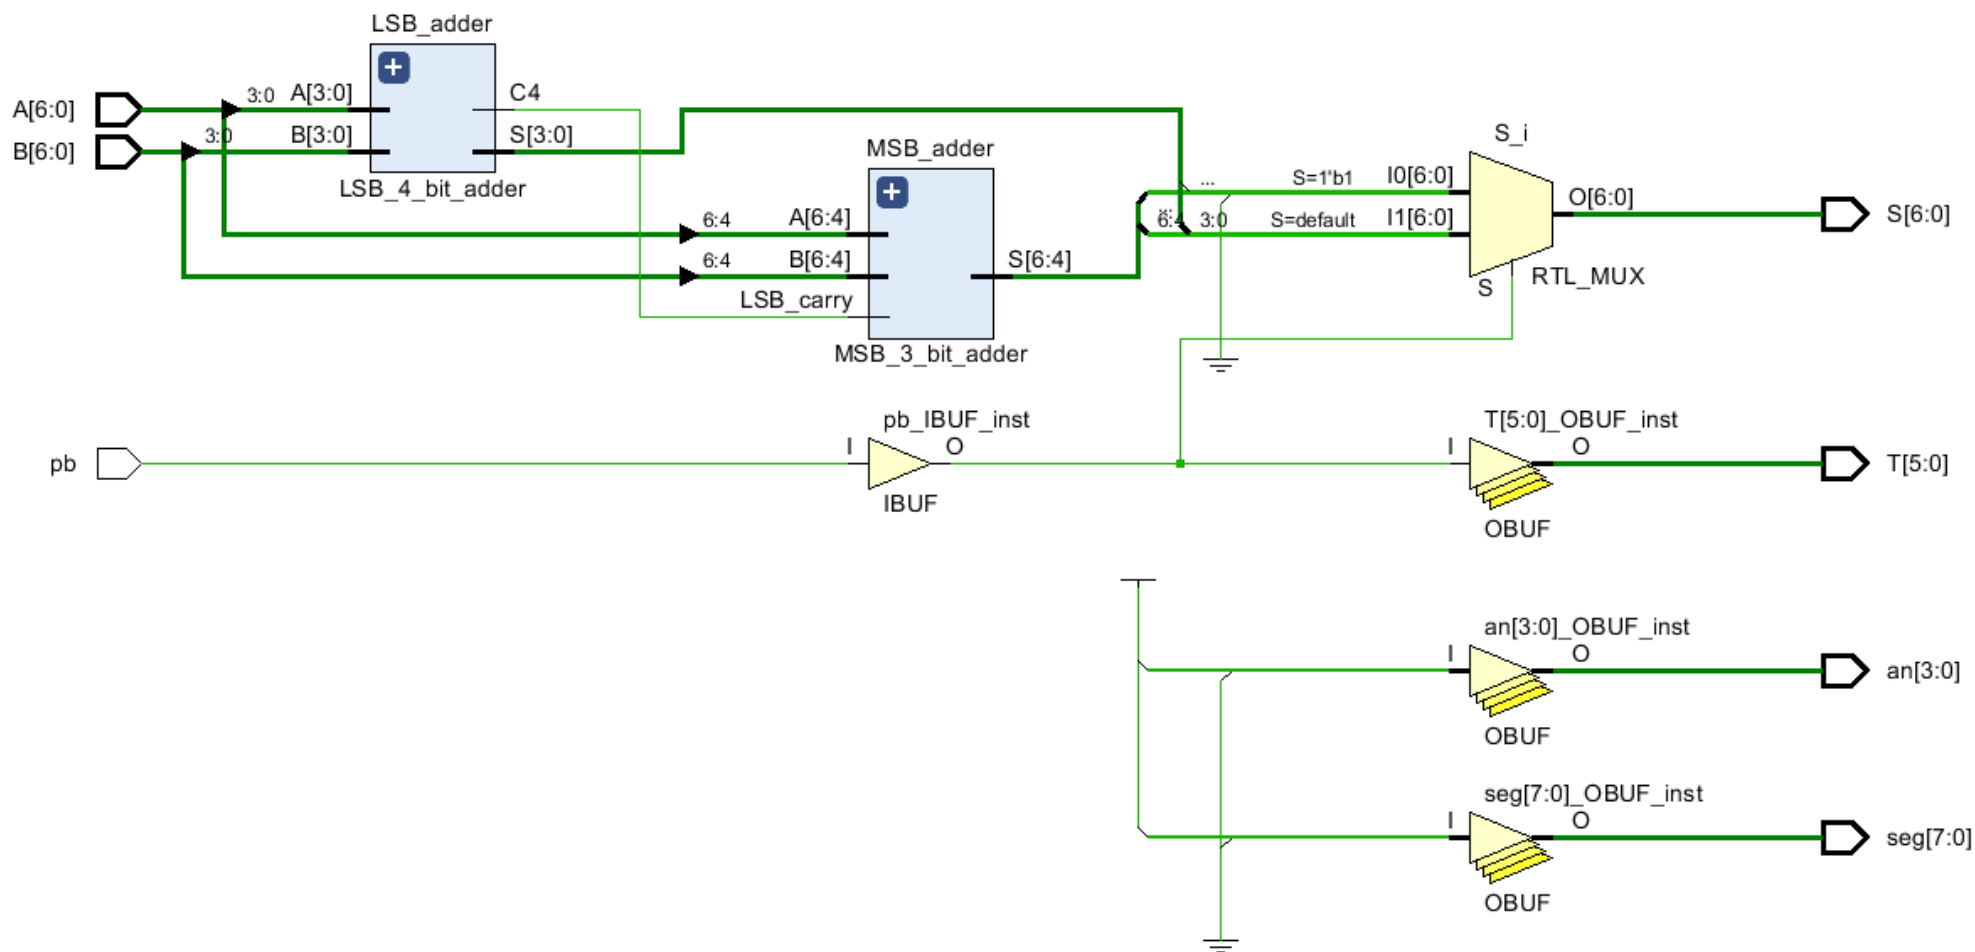 LSB_adder
A[6:0]
3:0
A[3:0]
C4
B[6:0]
3:0
B[3:0]
S[3:0]
LSB_4_bit_adder
MSB_adder
6:4
A[6:4]
6:4
B[6:4]
S[6:4]
LSB_carry
MSB_3_bit_adder
S_i
...
S=1'b1
I0[6:0]
O[6:0]
S[6:0]
...
6:4
3:0
S=default
I1[6:0]
S
RTL_MUX
pb_IBUF_inst
pb
I
O
IBUF
T[5:0]_OBUF_inst
I
O
T[5:0]
OBUF
an[3:0]_OBUF_inst
I
O
an[3:0]
OBUF
seg[7:0]_OBUF_inst
I
O
seg[7:0]
OBUF